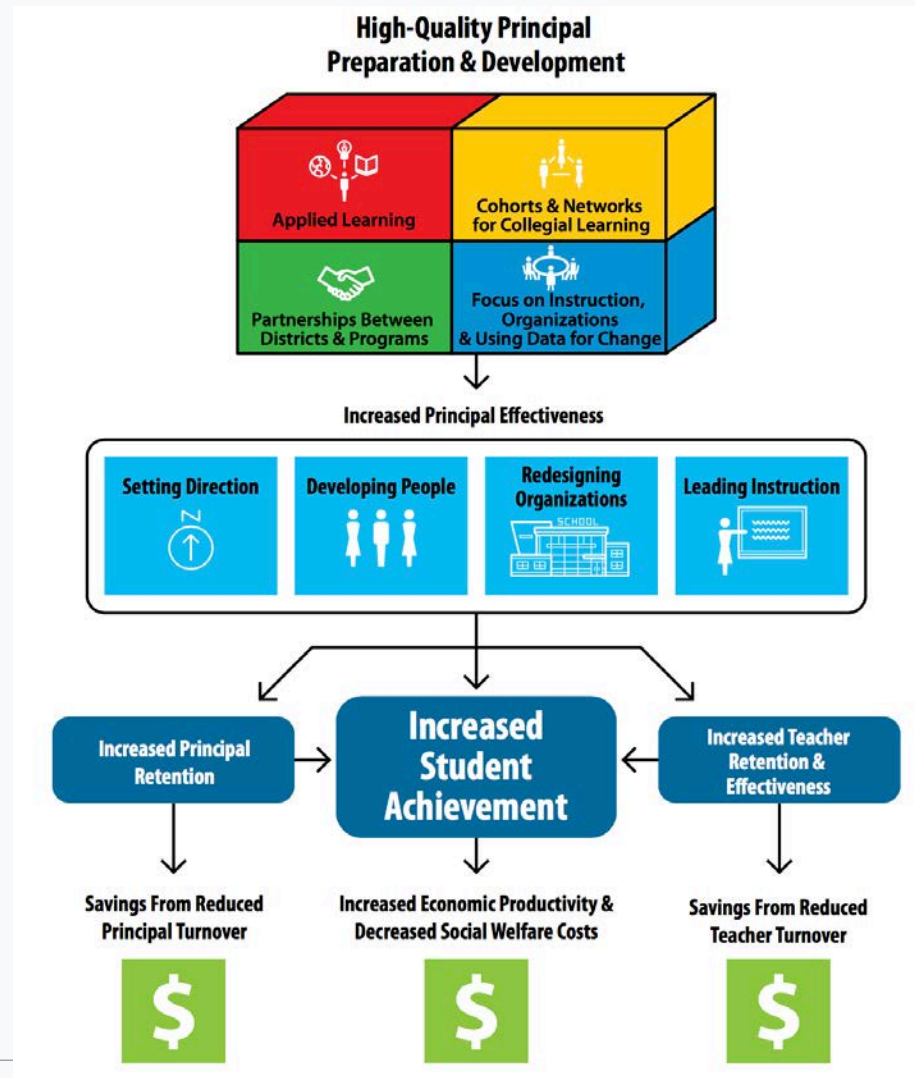 High-Quality Principal
Preparation & Development
Applied Learning
Cohorts & Networks
for Collegial Learning
Partnerships Between
Districts & Programs
Focus on Instruction,
Organizations
& Using Data for Change
Increased Principal Effectiveness
Setting Direction
N
Developing People
Redesigning
Organizations
SCHOOL
Leading Instruction
Increased Principal
Retention
Increased
Student
Achievement
Increased Teacher
Retention &
Effectiveness
Savings From Reduced
Principal Turnover
Increased Economic Productivity &
Decreased Social Welfare Costs
Savings From Reduced
Teacher Turnover
$
$
$